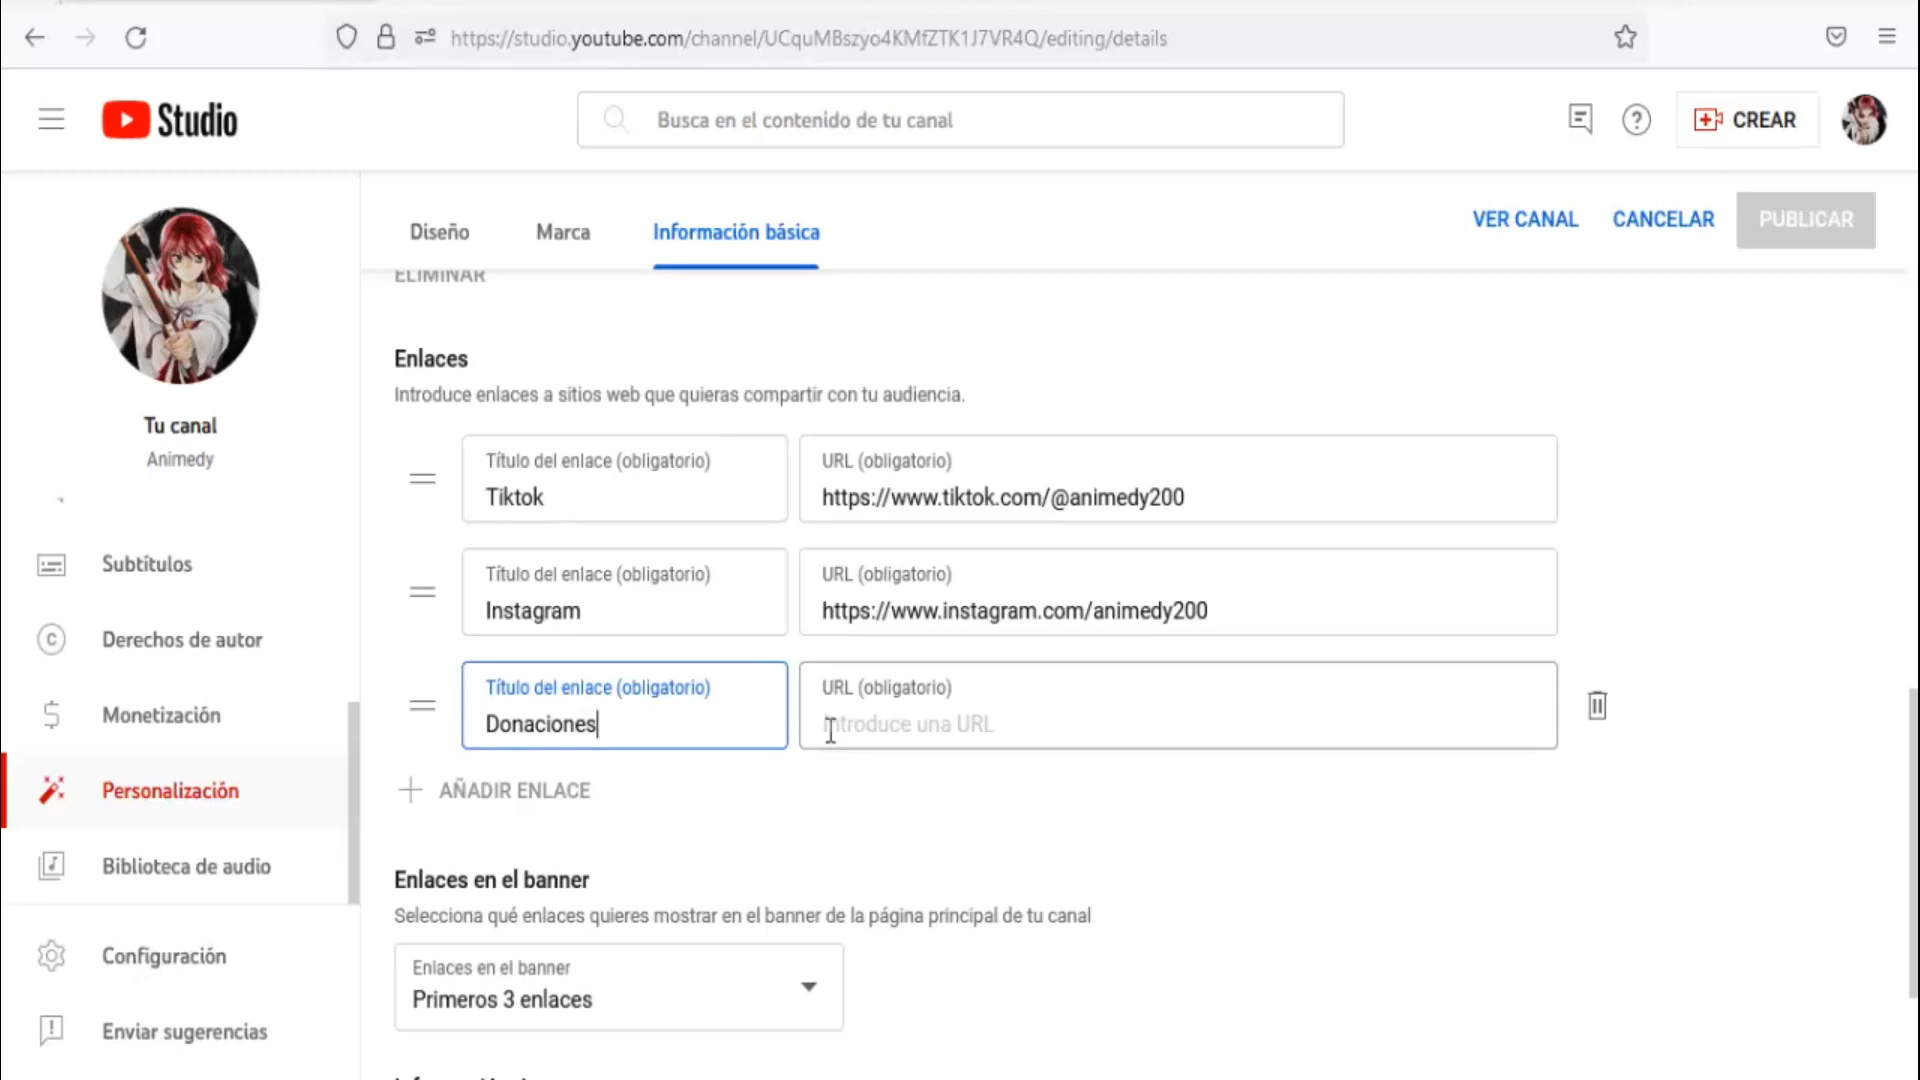 https://studio.youtube.com/channel/UCquMBszyo4KMfZTK1J7VR4Q/editing/details
Studio
Busca en el contenido de tu canal
CREAR
Diseño
Marca
Información básica
VER CANAL
CANCELAR
PUBLICAR
ELIMINAR
Tu canal
Animedy
Subtítulos
Derechos de autor
Monetización
Personalización
Biblioteca de audio
Configuración
Enviar sugerencias
Enlaces
Introduce enlaces a sitios web que quieras compartir con tu audiencia.
Título del enlace (obligatorio)
Tiktok
URL (obligatorio)
https://www.tiktok.com/@animedy200
Título del enlace (obligatorio)
Instagram
URL (obligatorio)
https://www.instagram.com/animedy200
Título del enlace (obligatorio)
Donaciones
URL (obligatorio)
Introduce una URL
AÑADIR ENLACE
Enlaces en el banner
Selecciona qué enlaces quieres mostrar en el banner de la página principal de tu canal
Enlaces en el banner
Primeros 3 enlaces